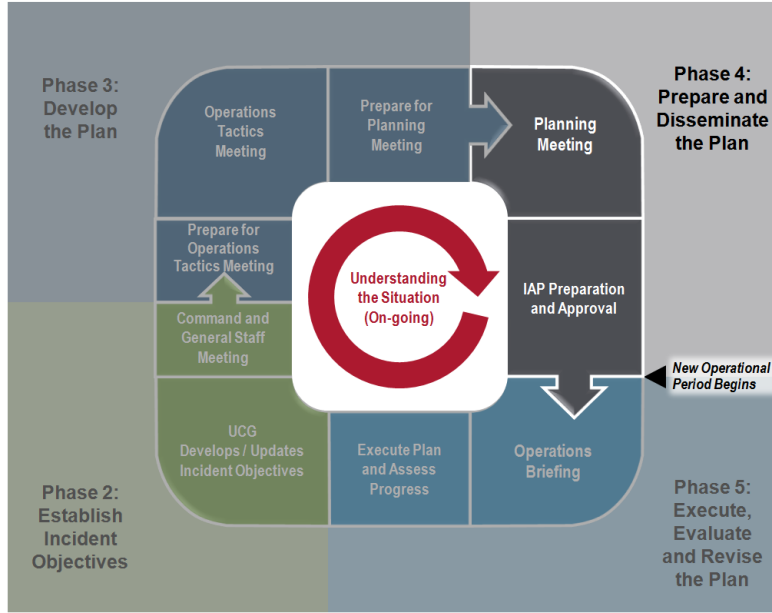 Phase 3:
Develop
the Plan
Operations
Tactics
Meeting
Prepare for
Planning
Meeting
Planning
Meeting
Phase 4:
Prepare and
Disseminate
the Plan
Prepare for
Operations
Tactics Meeting
Understanding
the Situation
(On-going)
IAP Preparation
and Approval
Command and
General Staff
Meeting
New Operational
Period Begins
UCG
Develops / Updates
Incident Objectives
Execute Plan
and Assess
Progress
Operations
Briefing
Phase 2:
Establish
Incident
Objectives
Phase 5:
Execute,
Evaluate
and Revise
the Plan